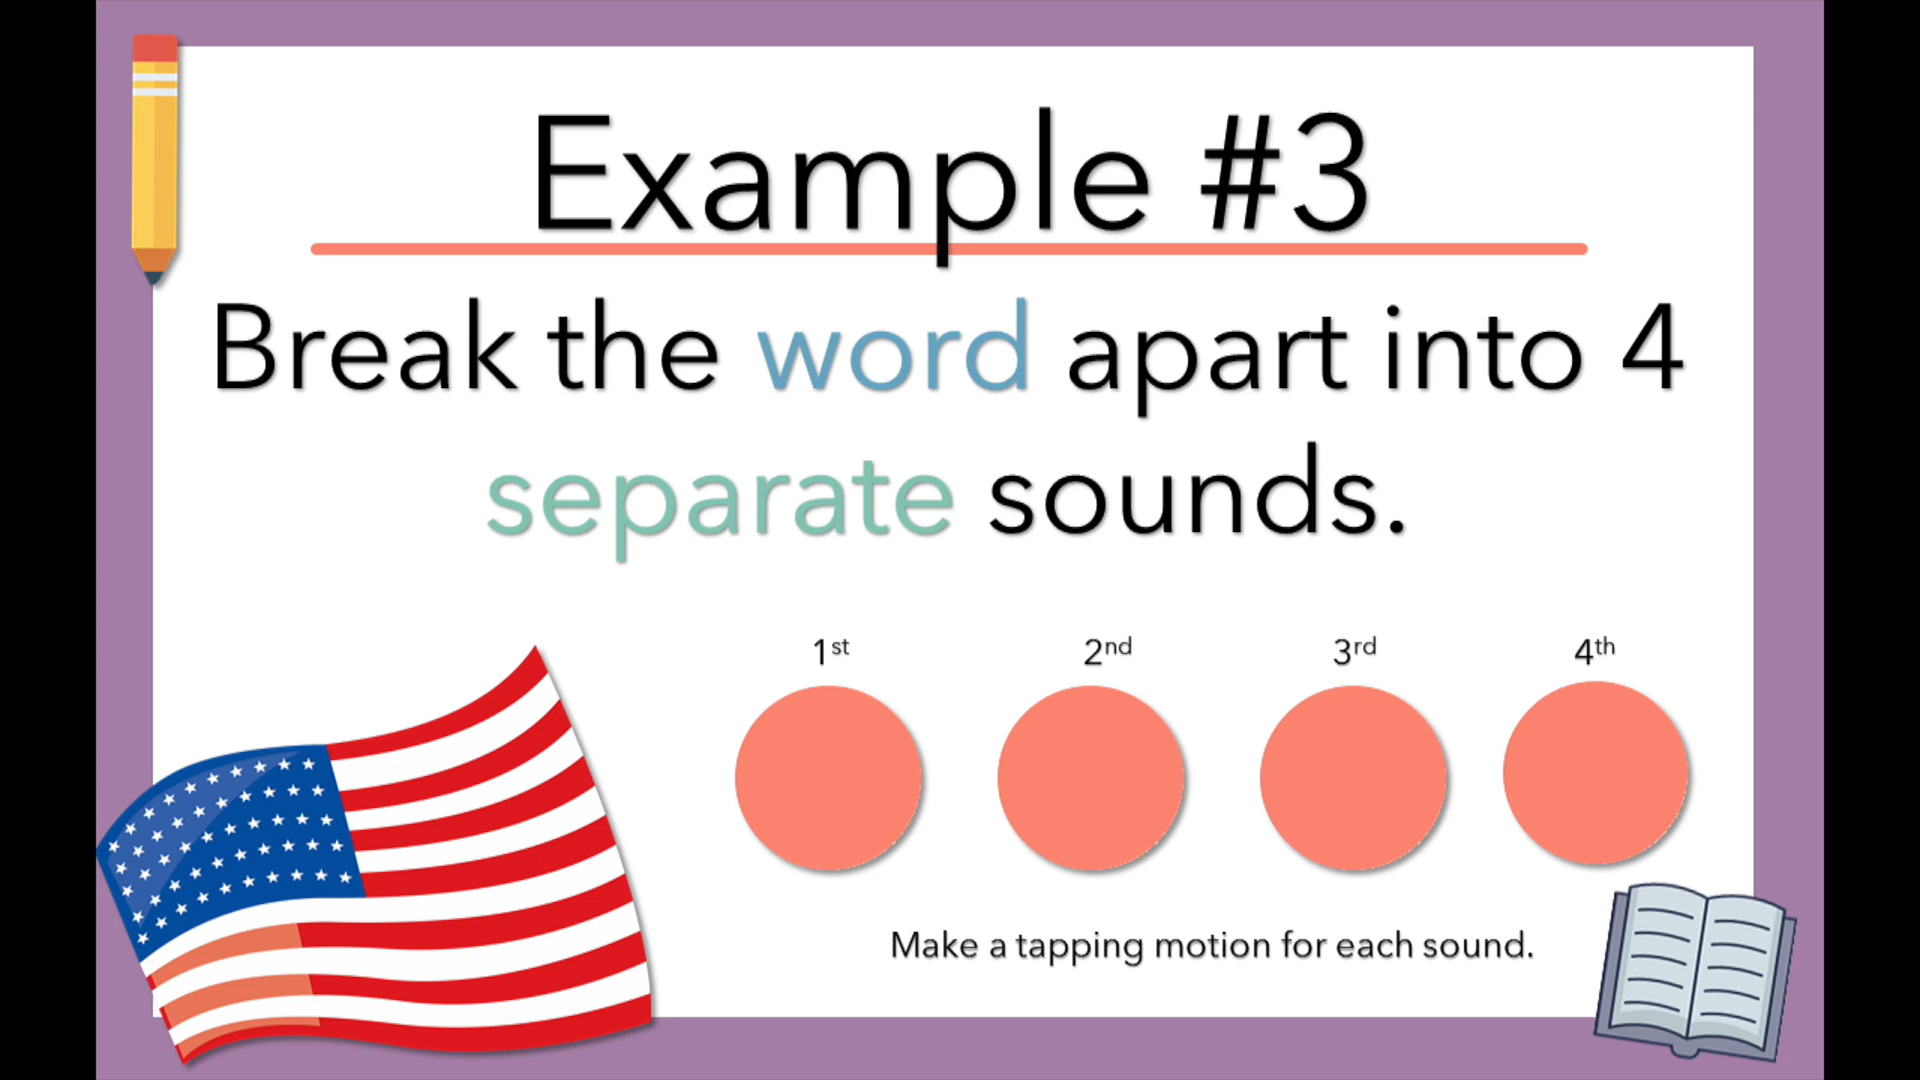 Example #3
Break the word apart into 4
separate sounds.
1st 2nd 3rd 4th
Make a tapping motion for each sound.